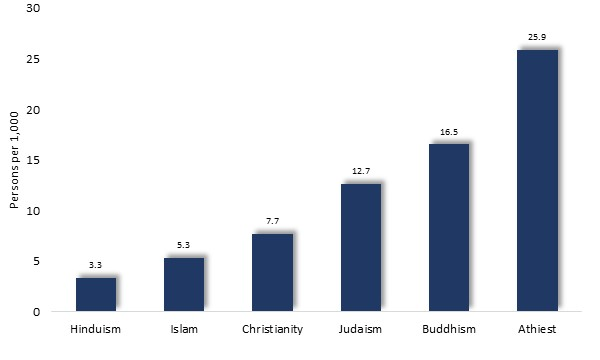 30
25
20
15
10
5
0
Persons per 1,000
3.3
5.3
7.7
12.7
16.5
25.9
Hinduism
Islam
Christianity
Judaism
Buddhism
Athiest